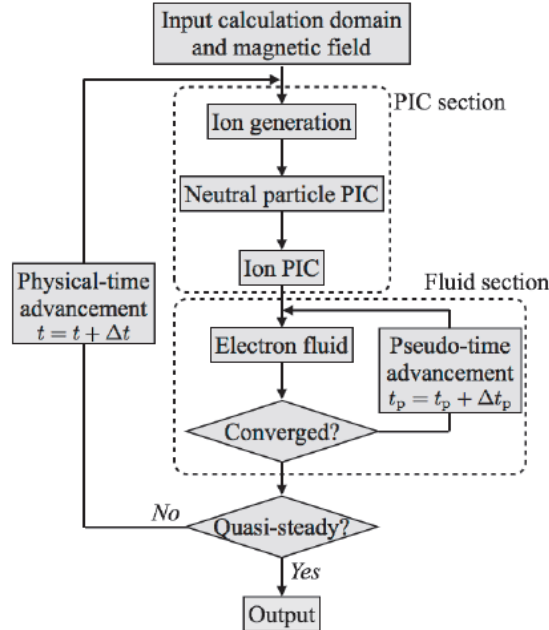 Input calculation domain
and magnetic field
PIC section
Ion generation
Neutral particle PIC
Ion PIC
Physical-time
advancement
t = t + Δt
Fluid section
Electron fluid
Pseudo-time
advancement
tₚ = tₚ + Δtₚ
Converged?
No
Quasi-steady?
Yes
Output